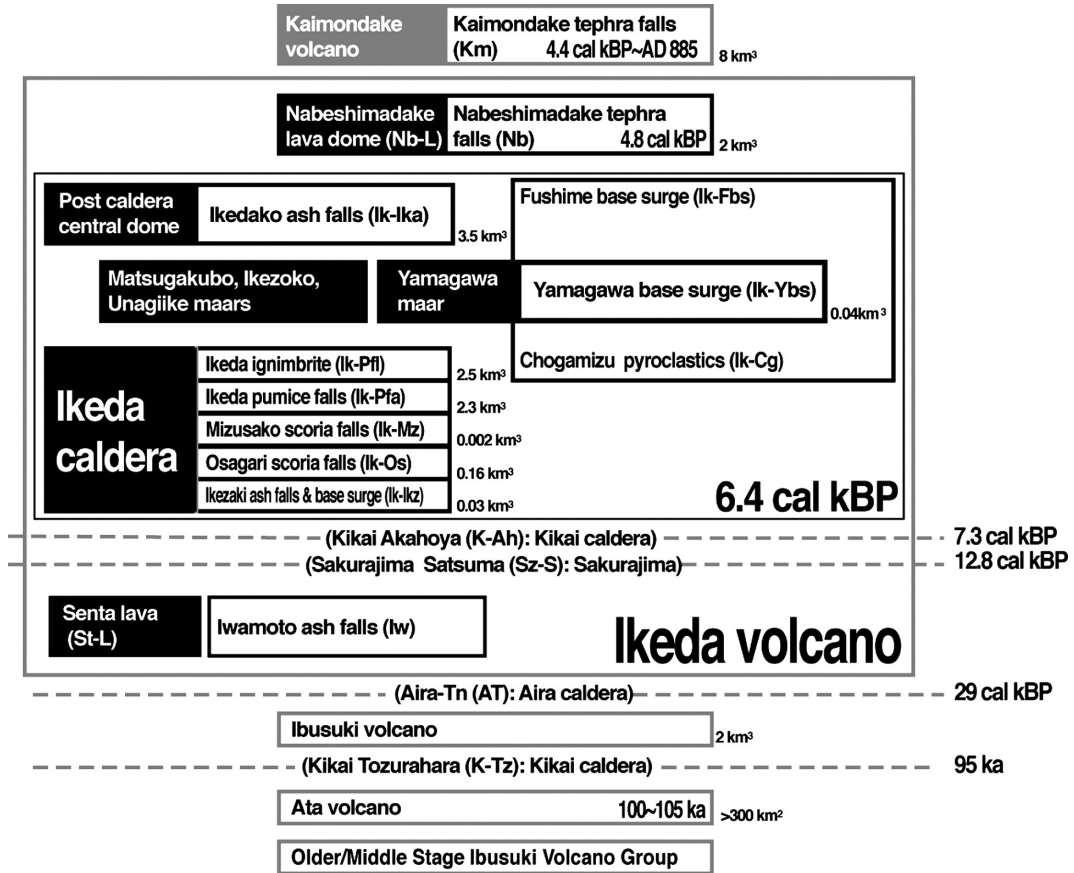 Kaimondake
volcano
Kaimondake tephra falls
(Km) 4.4 cal kBP~AD 885
8 km³
Nabeshimadake
lava dome (Nb-L)
Nabeshimadake tephra
falls (Nb) 4.8 cal kBP
2 km³
Post caldera
central dome
Ikedako ash falls (Ik-Ika)
3.5 km³
Fushime base surge (Ik-Fbs)
Matsugakubo, Ikezoko,
Unagiike maars
Yamagawa
maar
Yamagawa base surge (Ik-Ybs)
0.04km³
Chogamizu pyroclastics (Ik-Cg)
Ikeda
caldera
Ikeda ignimbrite (Ik-Pfl)
2.5 km³
Ikeda pumice falls (Ik-Pfa)
2.3 km³
Mizusako scoria falls (Ik-Mz)
0.002 km³
Osagari scoria falls (Ik-Os)
0.16 km³
Ikezaki ash falls & base surge (Ik-Ikz)
0.03 km³
6.4 cal kBP
(Kikai Akahoya (K-Ah): Kikai caldera)
7.3 cal kBP
(Sakurajima Satsuma (Sz-S): Sakurajima)
12.8 cal kBP
Senta lava
(St-L)
Iwamoto ash falls (Iw)
Ikeda volcano
(Aira-Tn (AT): Aira caldera)
29 cal kBP
Ibusuki volcano
2 km³
(Kikai Tozurahara (K-Tz): Kikai caldera)
95 ka
Ata volcano 100~105 ka
>300 km²
Older/Middle Stage Ibusuki Volcano Group